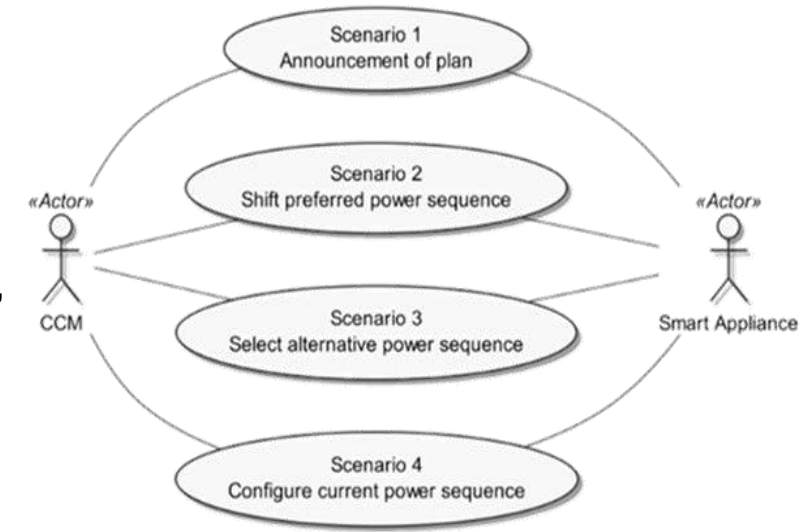 Scenario 1
Announcement of plan
Scenario 2
Shift preferred power sequence
«Actor»
«Actor»
Scenario 3
Select alternative power sequence
CCM
Smart Appliance
Scenario 4
Configure current power sequence